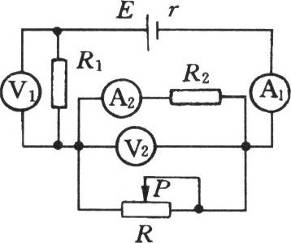 E r
V₁ R₁ A₂ R₂ A₁
V₂
P
R